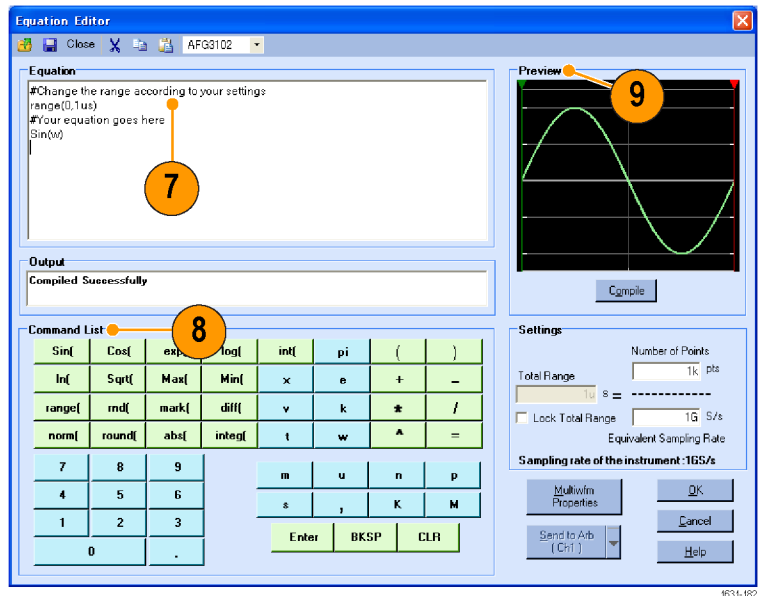 Equation Editor
Close AFG3102
Equation
#Change the range according to your settings
range(0,1us)
#Your equation goes here
Sin(w)
7
Output
Compiled Successfully
Preview
9
Compile
Command List
8
Sin( Cos( log( int( pi ( )
ln( Sqrt( Max( Min( x e + -
range( rnd( mark( diff( v k * /
norm( round( abs( integ( t w ^ =
7 8 9
4 5 6
1 2 3
0 .
m u n p
s , K M
Enter BKSP CLR
Settings
Number of Points
Total Range 1k pts
1u s = ------------
Lock Total Range 1G S/s
Equivalent Sampling Rate
Sampling rate of the instrument :1GS/s
Multiwfm Properties
OK
Cancel
Send to Arb
( Ch1 )
Help
1631-182